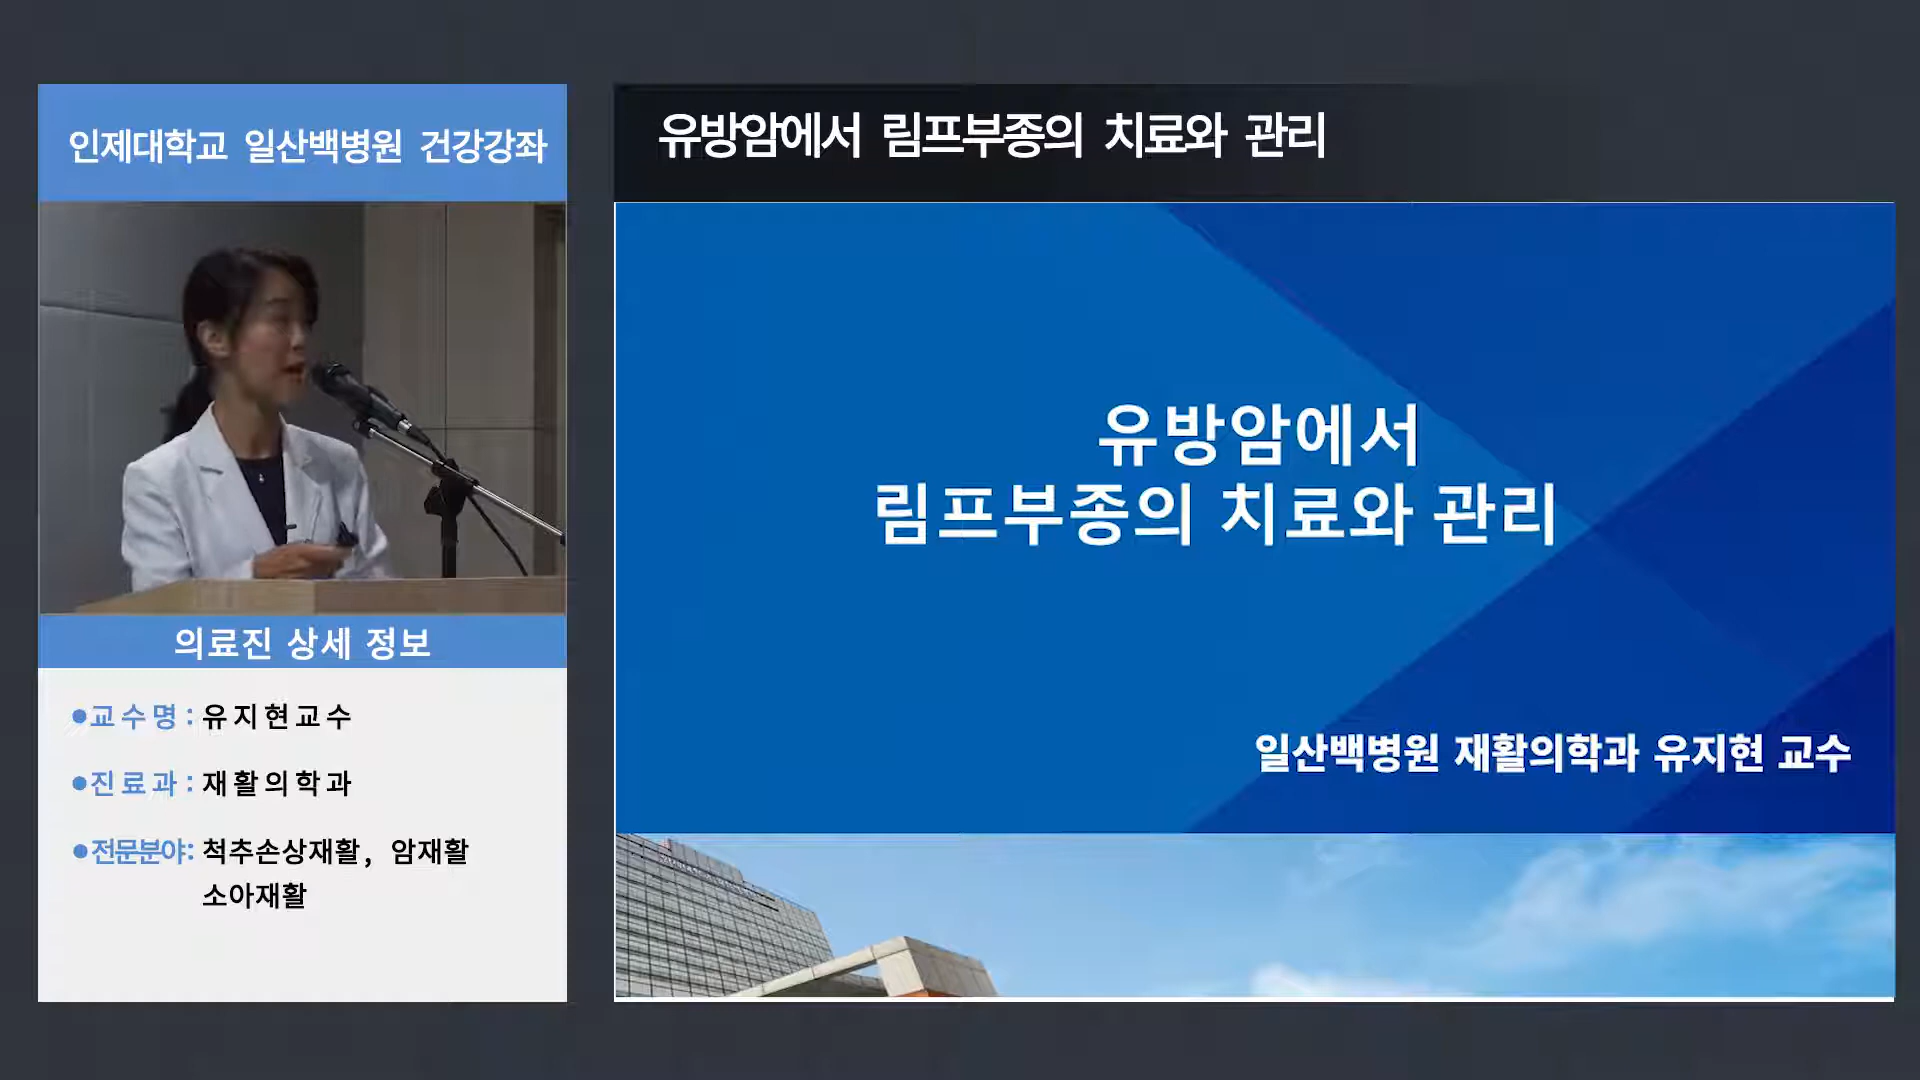 인제대학교 일산백병원 건강강좌
의료진 상세 정보
●교수명 : 유지현교수
●진료과 : 재활의학과
●전문분야: 척추손상재활, 암재활
소아재활
유방암에서 림프부종의 치료와 관리
유방암에서
림프부종의 치료와 관리
일산백병원 재활의학과 유지현 교수